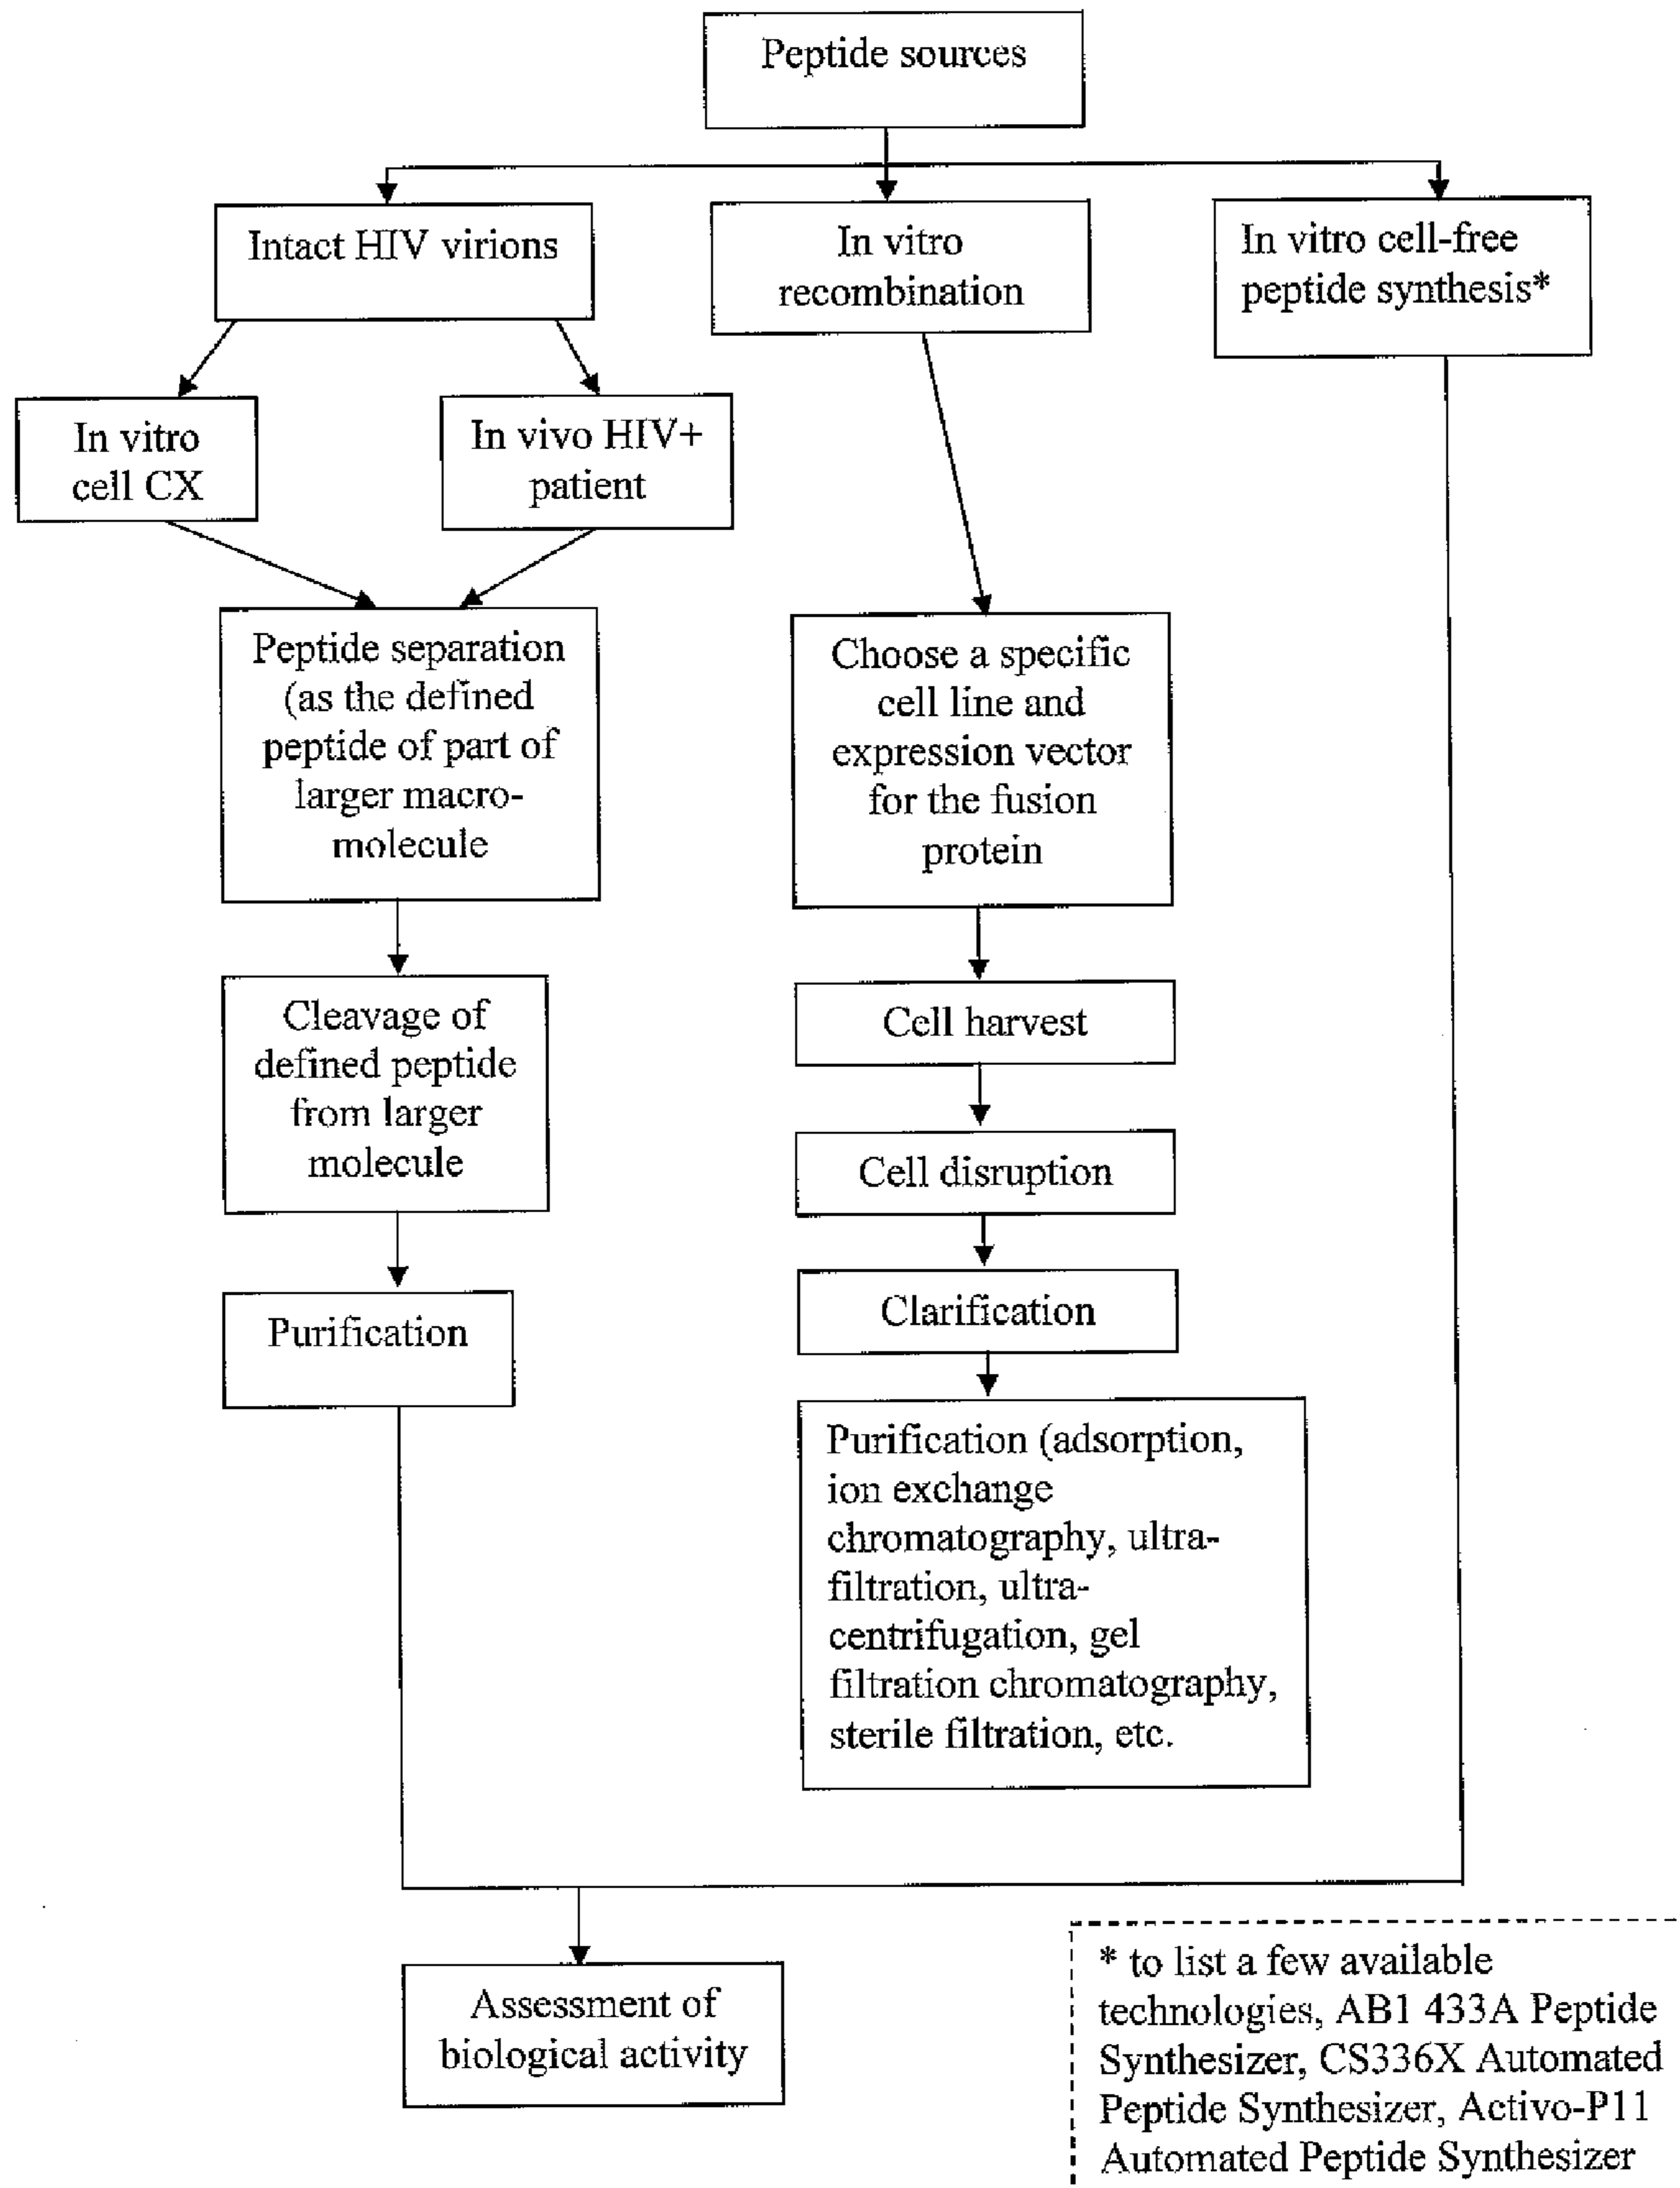 Peptide sources
Intact HIV virions
In vitro
recombination
In vitro cell-free
peptide synthesis*
In vitro
cell CX
In vivo HIV+
patient
Peptide separation
(as the defined
peptide of part of
larger macro-
molecule
Choose a specific
cell line and
expression vector
for the fusion
protein
Cleavage of
defined peptide
from larger
molecule
Cell harvest
Cell disruption
Purification
Clarification
Purification (adsorption,
ion exchange
chromatography, ultra-
filtration, ultra-
centrifugation, gel
filtration chromatography,
sterile filtration, etc.
Assessment of
biological activity
* to list a few available
technologies, AB1 433A Peptide
Synthesizer, CS336X Automated
Peptide Synthesizer, Activo-P11
Automated Peptide Synthesizer